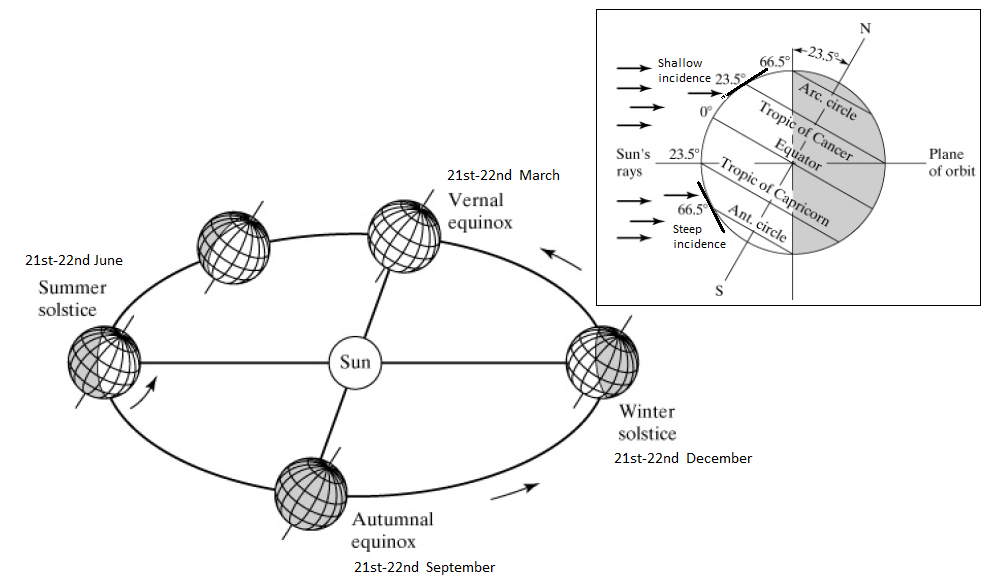 21st-22nd March
Vernal
equinox
21st-22nd June
Summer
solstice
Sun
Winter
solstice
21st-22nd December
Autumnal
equinox
21st-22nd September
N
23.5°
66.5°
Shallow
incidence
23.5°
Arc. circle
0°
Tropic of Cancer
Equator
Sun's
rays
23.5°
Plane
of orbit
Tropic of Capricorn
66.5°
Ant. circle
Steep
incidence
S